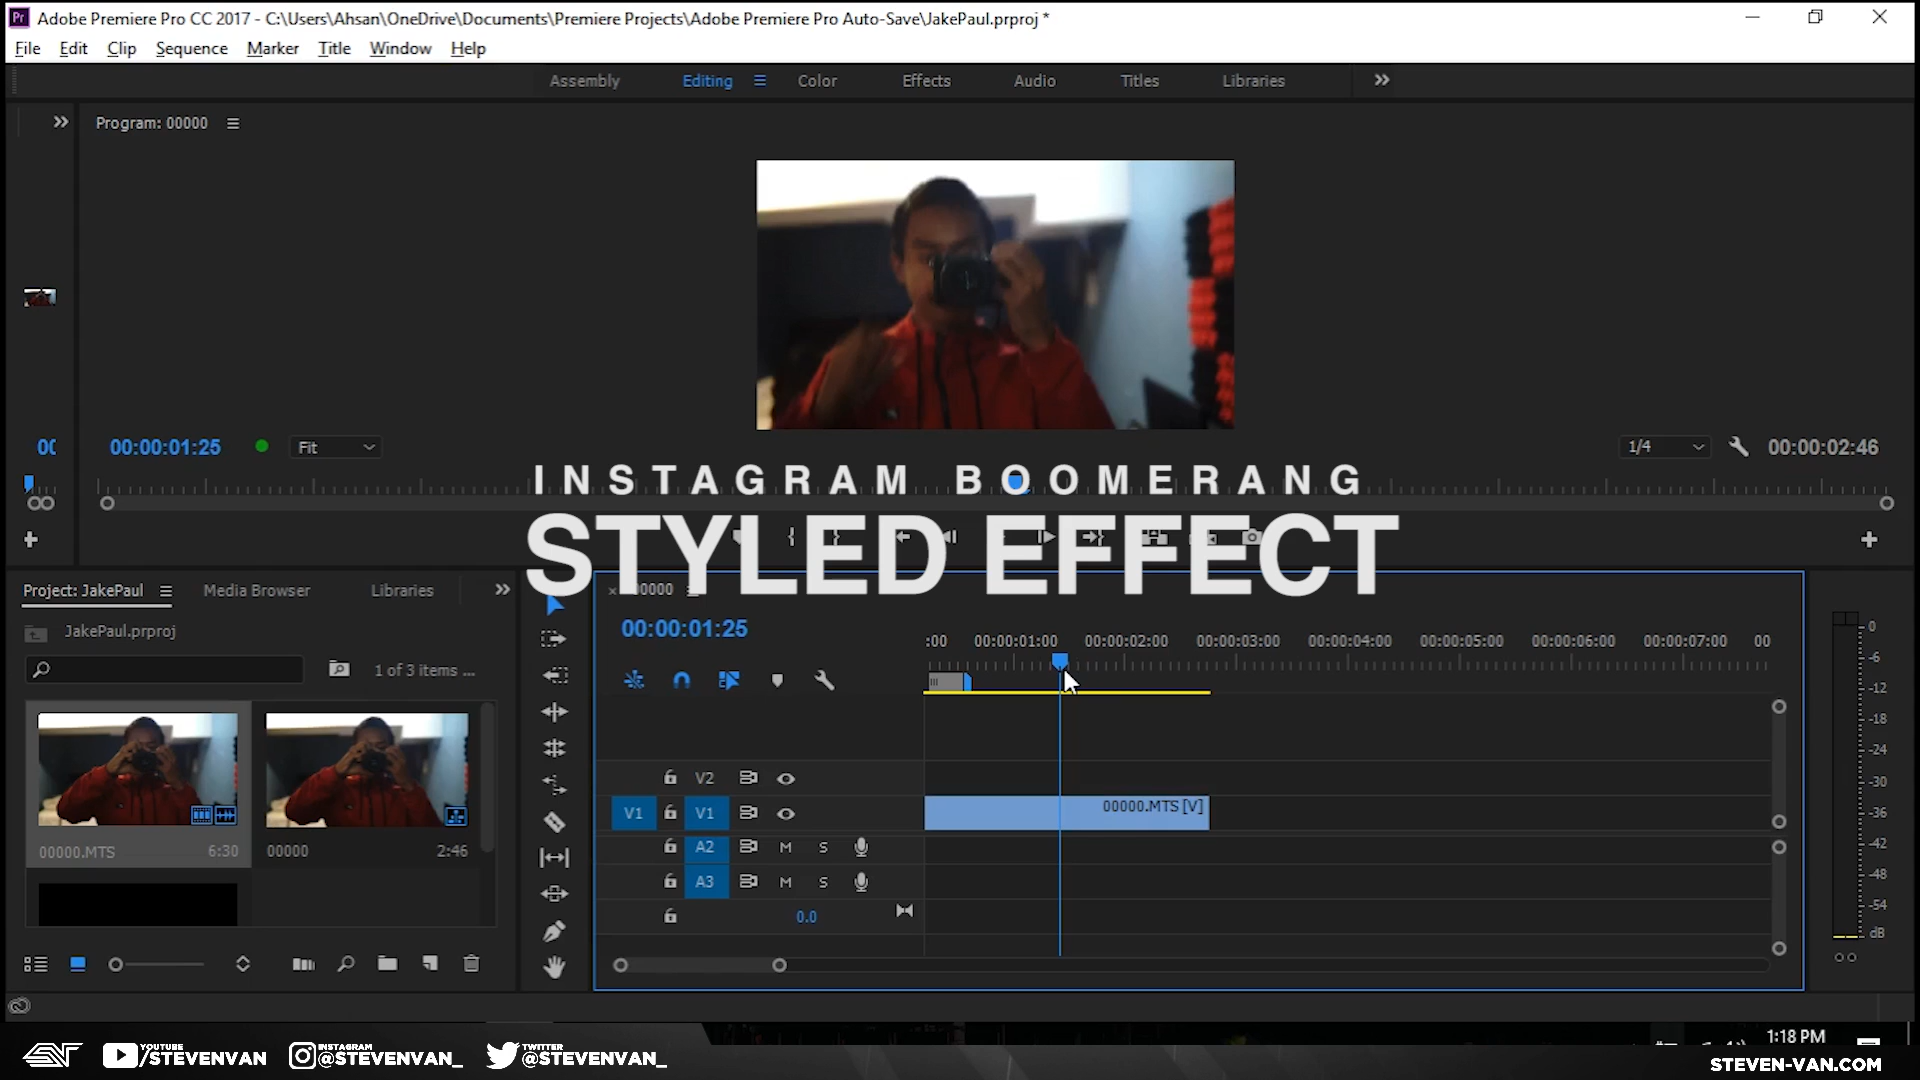 Pr Adobe Premiere Pro CC 2017 - C:\Users\Ahsan\OneDrive\Documents\Premiere Projects\Adobe Premiere Pro Auto-Save\JakePaul.prproj *
File Edit Clip Sequence Marker Title Window Help
Assembly Editing Color Effects Audio Titles Libraries
Program: 00000
00:00:01:25 Fit 1/4 00:00:02:46
INSTAGRAM BOOMERANG
STYLED EFFECT
Project: JakePaul Media Browser Libraries
JakePaul.prproj
1 of 3 items ...
00000.MTS 6:30
00000 2:46
00:00:01:25
:00 00:00:01:00 00:00:02:00 00:00:03:00 00:00:04:00 00:00:05:00 00:00:06:00 00:00:07:00 00
V2
V1 V1 00000.MTS [V]
A2 M S
A3 M S
0.0
0
-6
-12
-18
-24
-30
-36
-42
-48
-54
dB
1:18 PM
YOUTUBE
/STEVENVAN
INSTAGRAM
@STEVENVAN_
TWITTER
@STEVENVAN_
STEVEN-VAN.COM